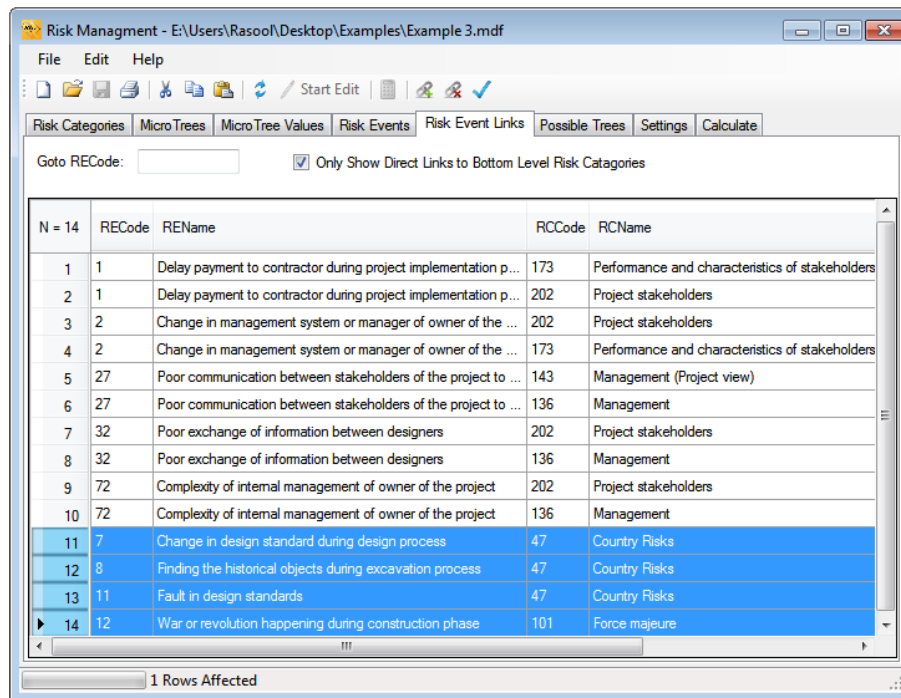 Risk Managment - E:\Users\Rasool\Desktop\Examples\Example 3.mdf
File Edit Help
Start Edit
Risk Categories MicroTrees MicroTree Values Risk Events Risk Event Links Possible Trees Settings Calculate
Goto RECode: Only Show Direct Links to Bottom Level Risk Catagories
N = 14 RECode REName RCCode RCName
1 1 Delay payment to contractor during project implementation p... 173 Performance and characteristics of stakeholders
2 1 Delay payment to contractor during project implementation p... 202 Project stakeholders
3 2 Change in management system or manager of owner of the ... 202 Project stakeholders
4 2 Change in management system or manager of owner of the ... 173 Performance and characteristics of stakeholders
5 27 Poor communication between stakeholders of the project to ... 143 Management (Project view)
6 27 Poor communication between stakeholders of the project to ... 136 Management
7 32 Poor exchange of information between designers 202 Project stakeholders
8 32 Poor exchange of information between designers 136 Management
9 72 Complexity of internal management of owner of the project 202 Project stakeholders
10 72 Complexity of internal management of owner of the project 136 Management
11 7 Change in design standard during design process 47 Country Risks
12 8 Finding the historical objects during excavation process 47 Country Risks
13 11 Fault in design standards 47 Country Risks
14 12 War or revolution happening during construction phase 101 Force majeure
1 Rows Affected